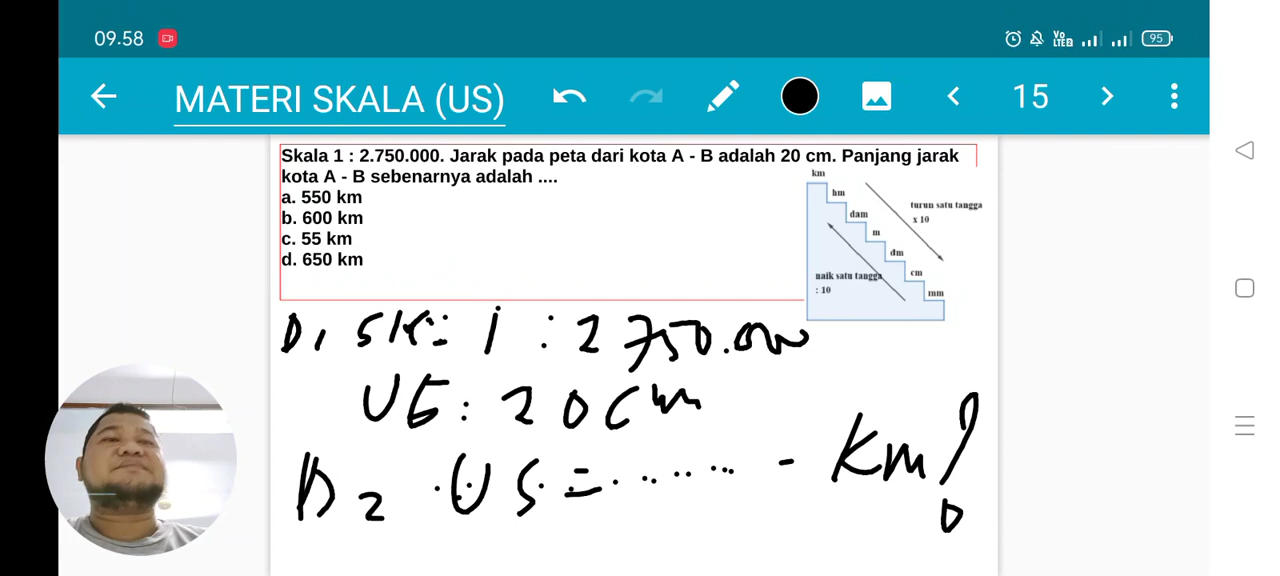 09.58
Vo
LTE2
95
MATERI SKALA (US)
15
Skala 1 : 2.750.000. Jarak pada peta dari kota A - B adalah 20 cm. Panjang jarak
kota A - B sebenarnya adalah ....
a. 550 km
b. 600 km
c. 55 km
d. 650 km
km
hm
dam
m
dm
cm
mm
turun satu tangga
x 10
naik satu tangga
: 10
D1 SK: 1 : 2 750.000
UG: 20 cm
D2 US = ........ - km?